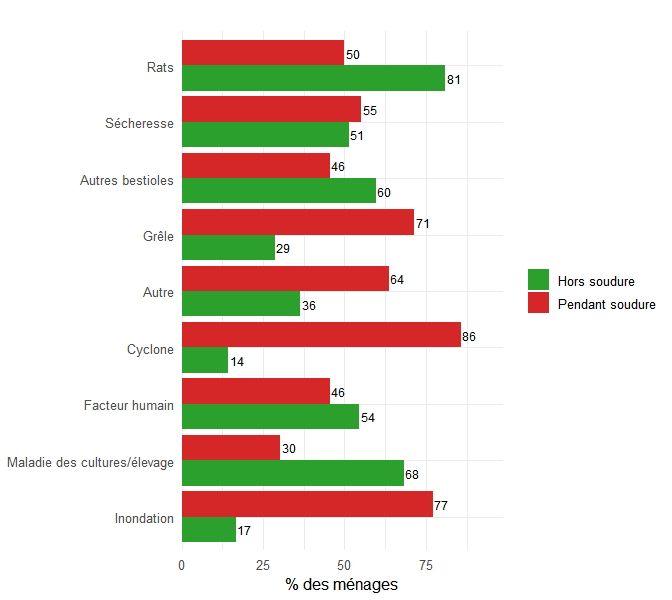 Rats
50
81
Sécheresse
55
51
Autres bestioles
46
60
Grêle
71
29
Autre
64
36
Cyclone
86
14
Facteur humain
46
54
Maladie des cultures/élevage
30
68
Inondation
77
17
0 25 50 75
% des ménages
Hors soudure
Pendant soudure